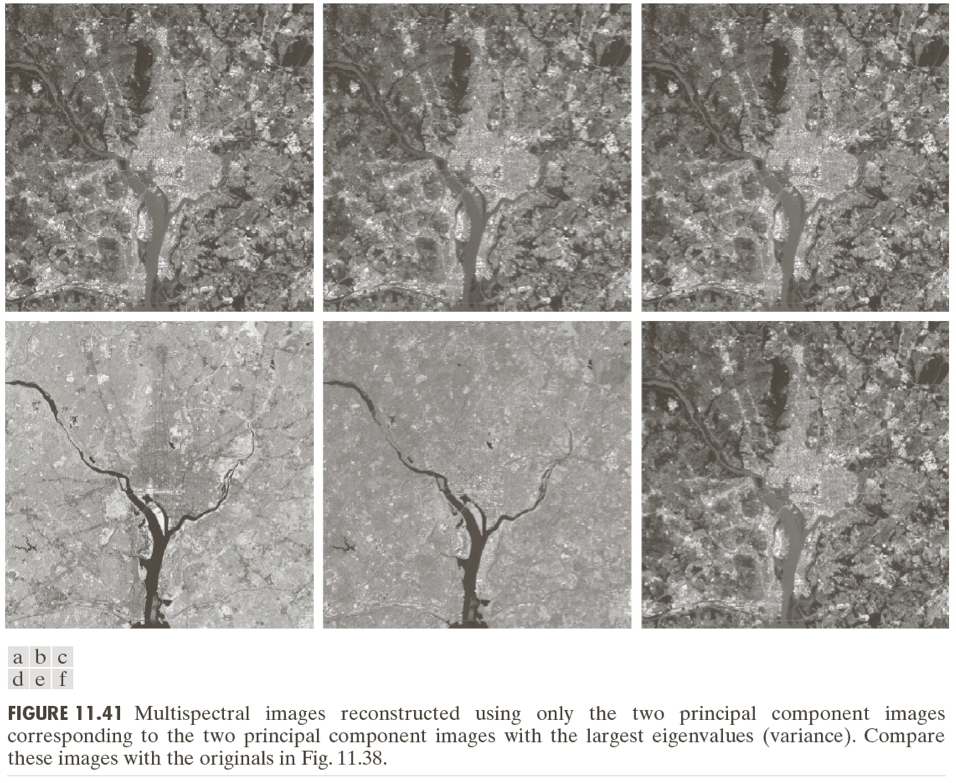 a b c
d e f
FIGURE 11.41 Multispectral images reconstructed using only the two principal component images
corresponding to the two principal component images with the largest eigenvalues (variance). Compare
these images with the originals in Fig. 11.38.